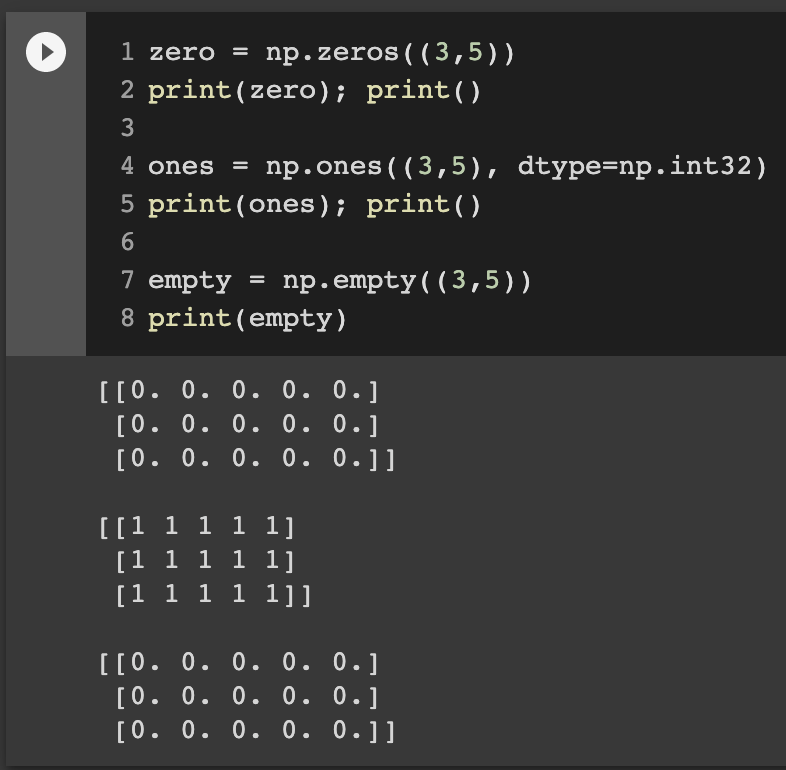 1 zero = np.zeros((3,5))
2 print(zero); print()
3
4 ones = np.ones((3,5), dtype=np.int32)
5 print(ones); print()
6
7 empty = np.empty((3,5))
8 print(empty)
[[0. 0. 0. 0. 0.]
 [0. 0. 0. 0. 0.]
 [0. 0. 0. 0. 0.]]
[[1 1 1 1 1]
 [1 1 1 1 1]
 [1 1 1 1 1]]
[[0. 0. 0. 0. 0.]
 [0. 0. 0. 0. 0.]
 [0. 0. 0. 0. 0.]]